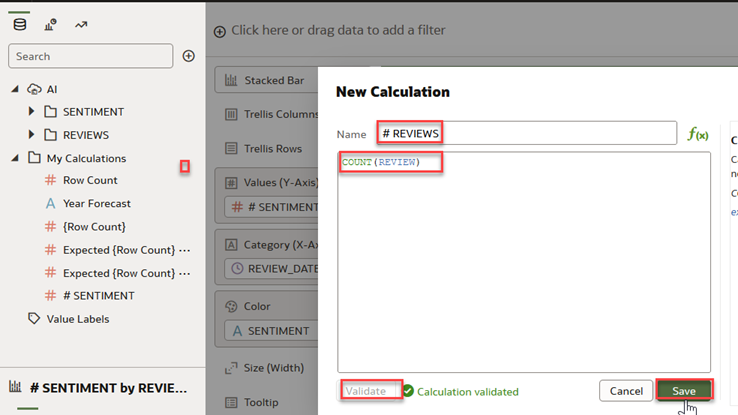 Click here or drag data to add a filter
Search
AI
SENTIMENT
REVIEWS
My Calculations
Row Count
A Year Forecast
{Row Count}
Expected {Row Count} ...
Expected {Row Count} ...
# SENTIMENT
Value Labels
# SENTIMENT by REVIE...
Stacked Bar
Trellis Columns
Trellis Rows
Values (Y-Axis)
# SENTIMENT
Category (X-Ax
REVIEW_DATE
Color
A SENTIMENT
Size (Width)
Tooltip
New Calculation
Name
# REVIEWS
f(x)
COUNT(REVIEW)
Validate
Calculation validated
Cancel
Save